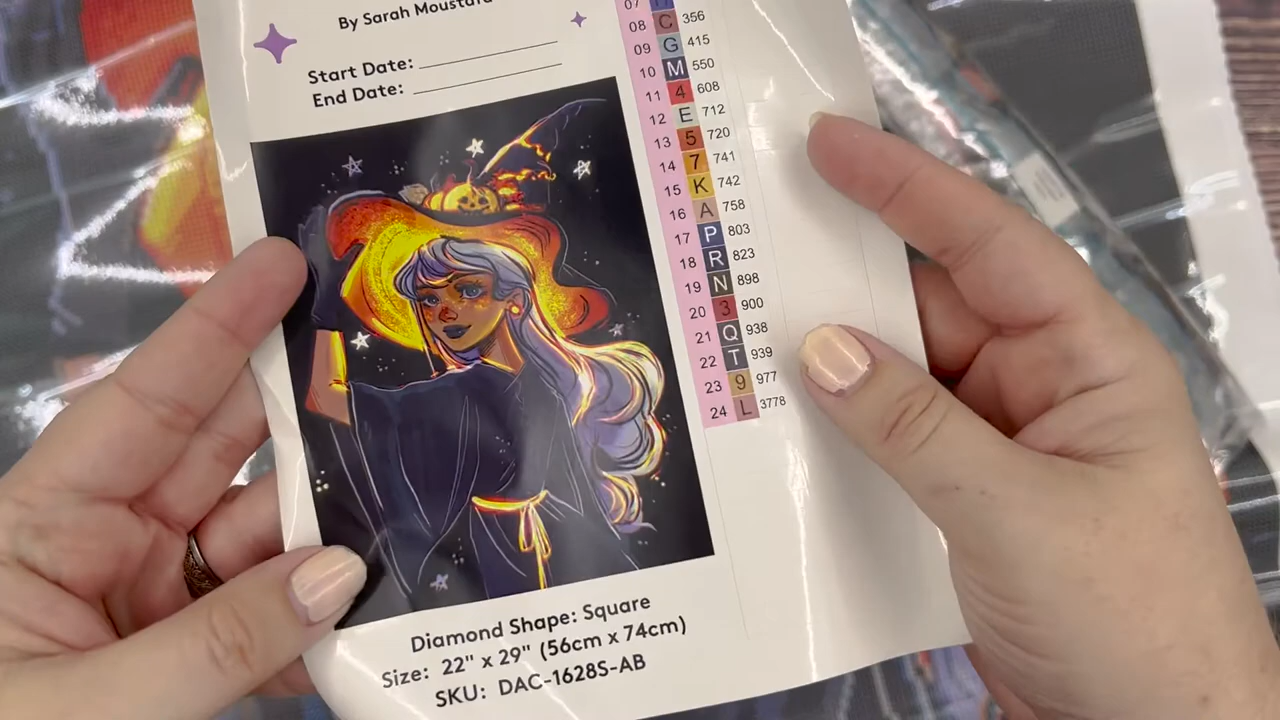 By Sarah Moustafa
Start Date:
End Date:
07
08 C 356
09 G 415
10 M 550
11 4 608
12 E 712
13 5 720
14 7 741
15 K 742
16 A 758
17 P 803
18 R 823
19 N 898
20 3 900
21 Q 938
22 T 939
23 9 977
24 L 3778
Diamond Shape: Square
Size: 22" x 29" (56cm x 74cm)
SKU: DAC-1628S-AB